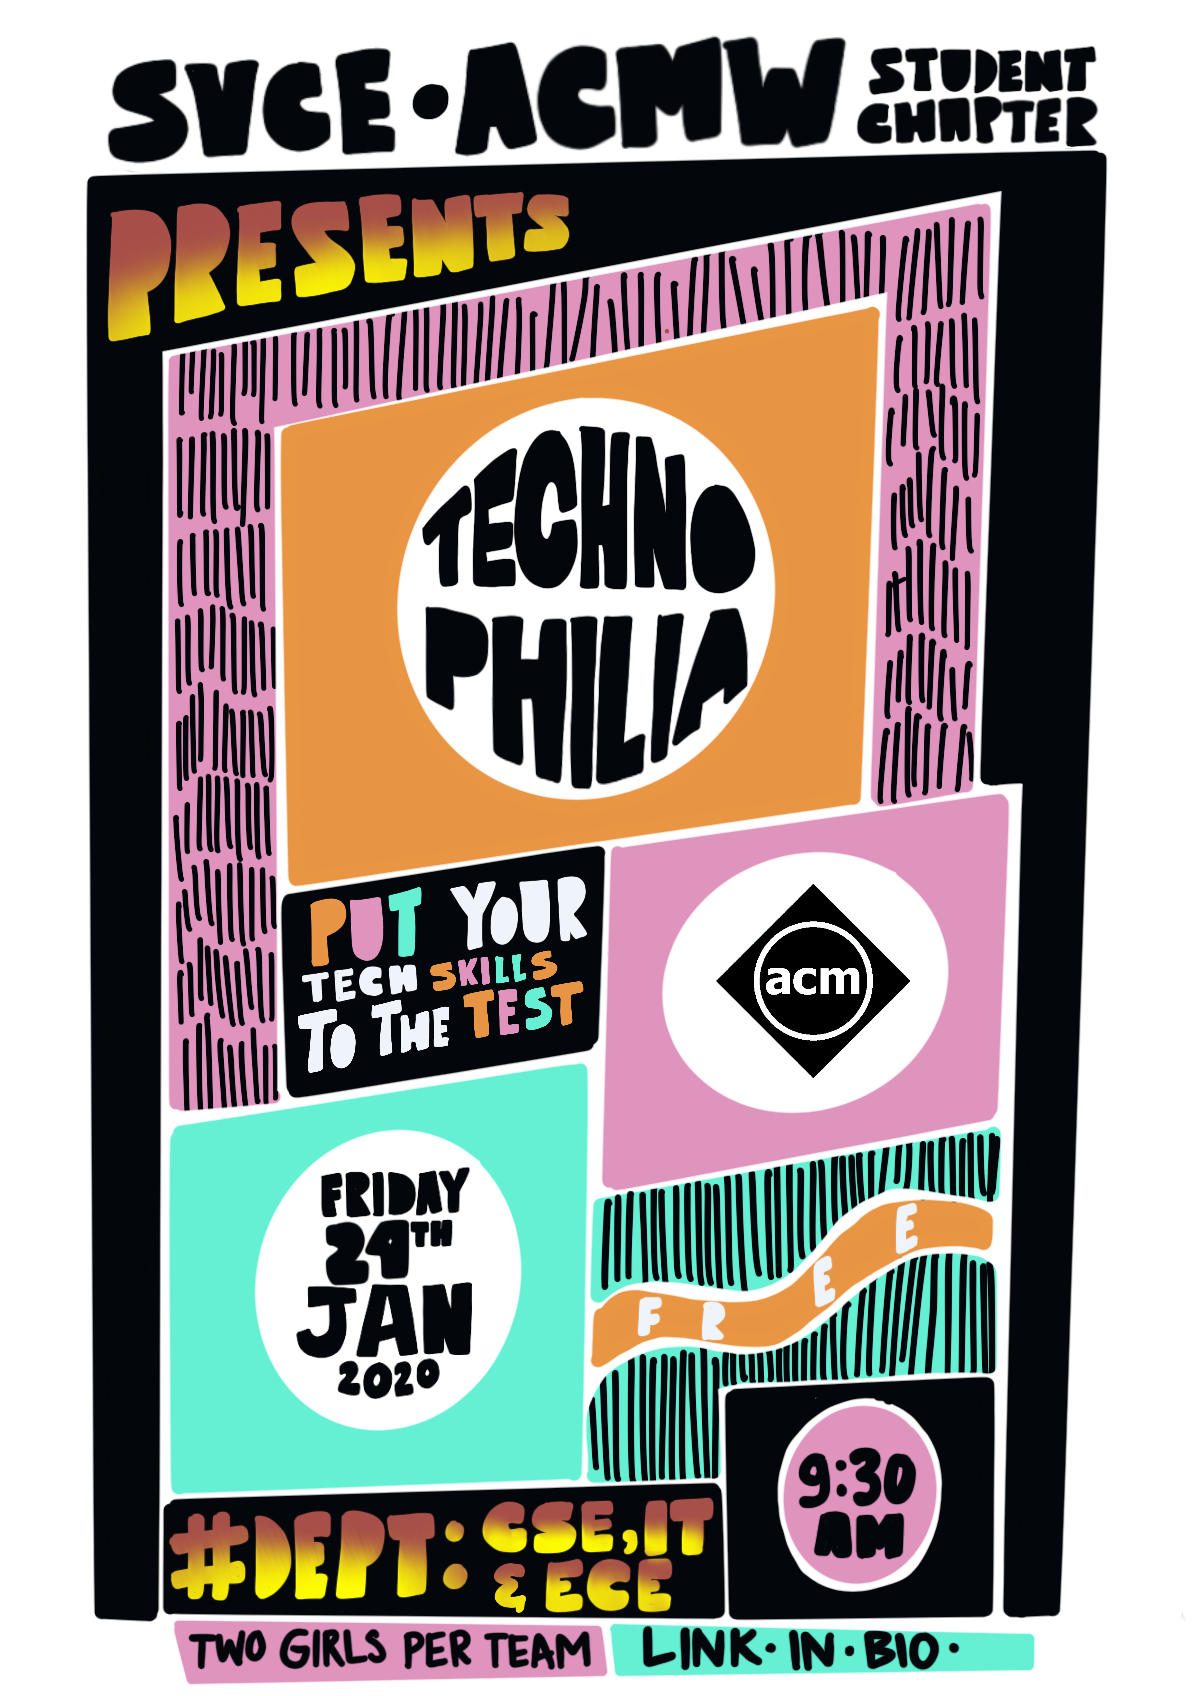 SVCE • ACMW STUDENT
CHAPTER
PRESENTS
TECHNO
PHILIA
PUT YOUR
TECH SKILLS
TO THE TEST
acm
FRIDAY
24TH
JAN
2020
FREE
9:30
AM
#DEPT: CSE, IT
& ECE
TWO GIRLS PER TEAM
LINK • IN • BIO •